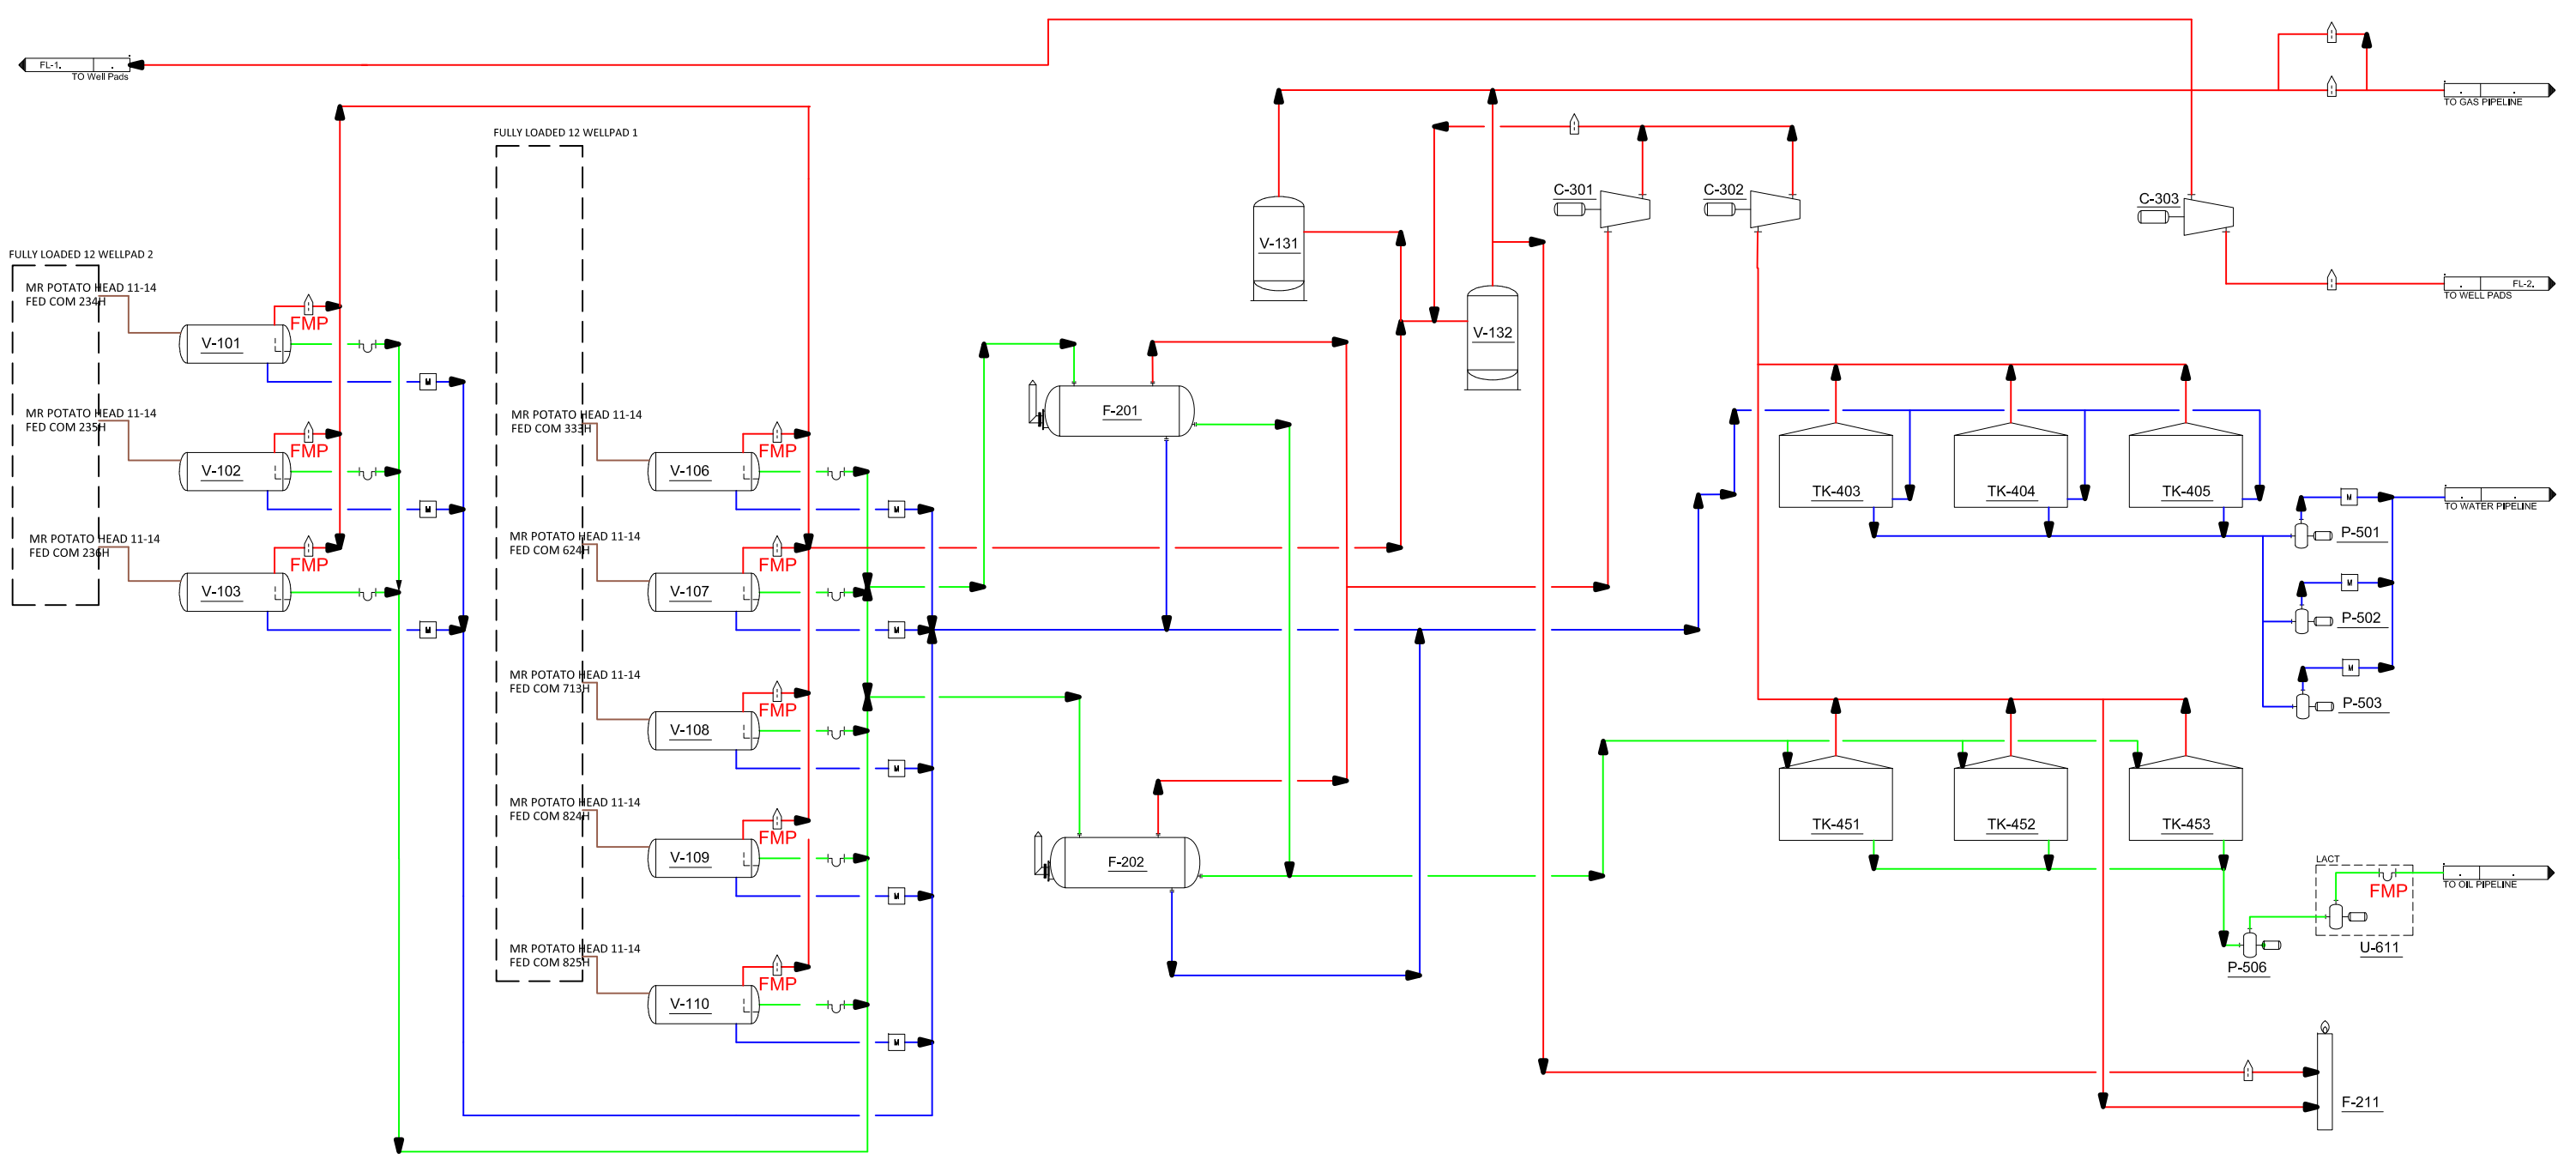 FL-1.
TO Well Pads
TO GAS PIPELINE
FULLY LOADED 12 WELLPAD 1
C-301
C-302
C-303
V-131
FULLY LOADED 12 WELLPAD 2
MR POTATO HEAD 11-14
FED COM 234H
FL-2.
TO WELL PADS
FMP
V-101
V-132
M
MR POTATO HEAD 11-14
FED COM 235H
MR POTATO HEAD 11-14
FED COM 333H
F-201
FMP
FMP
V-102
V-106
TK-403
TK-404
TK-405
M
M
M
TO WATER PIPELINE
P-501
MR POTATO HEAD 11-14
FED COM 236H
MR POTATO HEAD 11-14
FED COM 624H
FMP
FMP
V-103
V-107
M
P-502
M
M
MR POTATO HEAD 11-14
FED COM 713H
M
P-503
FMP
V-108
M
MR POTATO HEAD 11-14
FED COM 824H
TK-451
TK-452
TK-453
FMP
V-109
F-202
LACT
TO OIL PIPELINE
FMP
M
U-611
P-506
MR POTATO HEAD 11-14
FED COM 825H
FMP
V-110
M
F-211